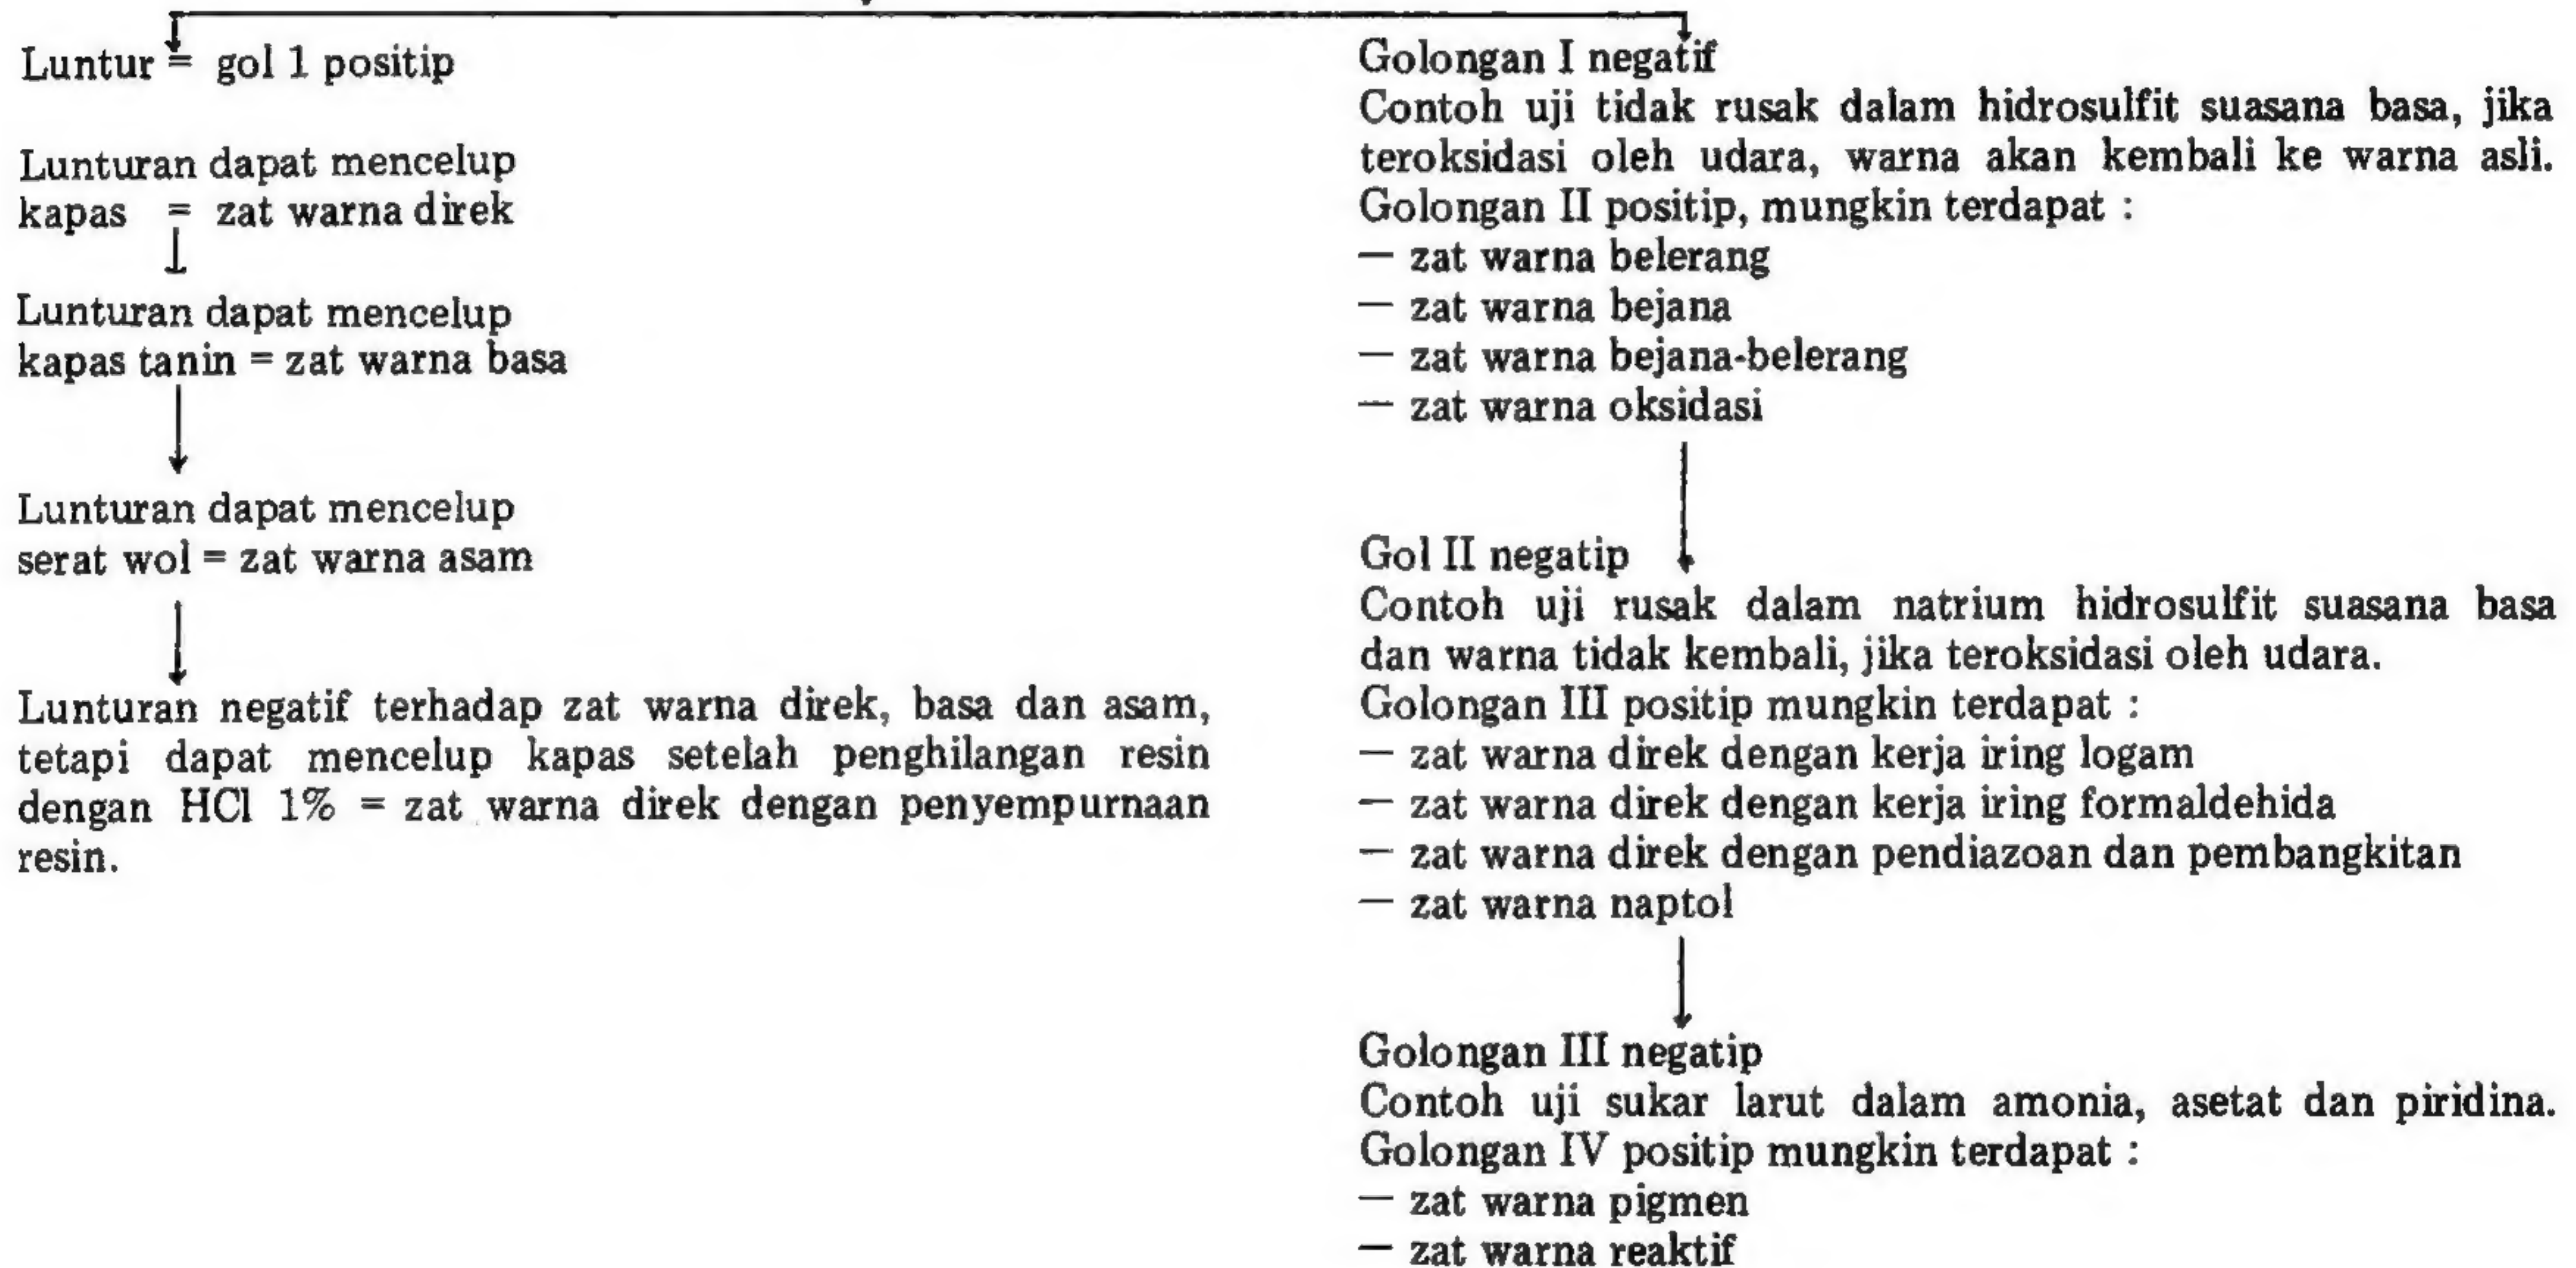 Luntur = gol 1 positip
Lunturan dapat mencelup
kapas = zat warna direk
Lunturan dapat mencelup
kapas tanin = zat warna basa
Lunturan dapat mencelup
serat wol = zat warna asam
Lunturan negatif terhadap zat warna direk, basa dan asam,
tetapi dapat mencelup kapas setelah penghilangan resin
dengan HCl 1% = zat warna direk dengan penyempurnaan
resin.
Golongan I negatif
Contoh uji tidak rusak dalam hidrosulfit suasana basa, jika
teroksidasi oleh udara, warna akan kembali ke warna asli.
Golongan II positip, mungkin terdapat :
— zat warna belerang
— zat warna bejana
— zat warna bejana-belerang
— zat warna oksidasi
Gol II negatip
Contoh uji rusak dalam natrium hidrosulfit suasana basa
dan warna tidak kembali, jika teroksidasi oleh udara.
Golongan III positip mungkin terdapat :
— zat warna direk dengan kerja iring logam
— zat warna direk dengan kerja iring formaldehida
— zat warna direk dengan pendiazoan dan pembangkitan
— zat warna naptol
Golongan III negatip
Contoh uji sukar larut dalam amonia, asetat dan piridina.
Golongan IV positip mungkin terdapat :
— zat warna pigmen
— zat warna reaktif